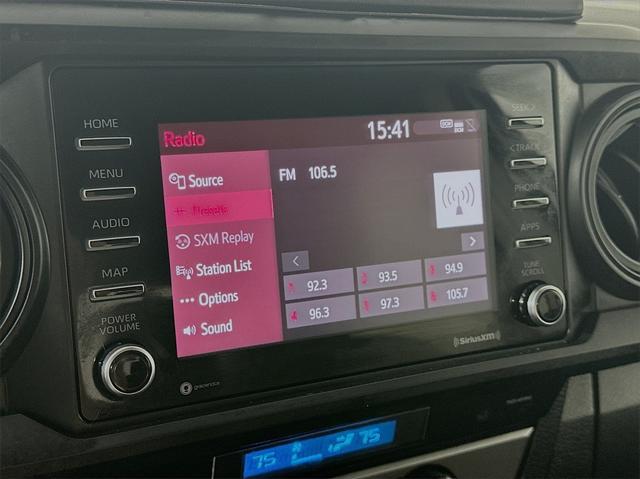 HOME
MENU
AUDIO
MAP
POWER
VOLUME
Radio
15:41
Source
Presets
SXM Replay
Station List
Options
Sound
FM 106.5
92.3 93.5 94.9
96.3 97.3 105.7
SEEK >
< TRACK
PHONE
APPS
TUNE
SCROLL
gracenote
SiriusXM
75 75